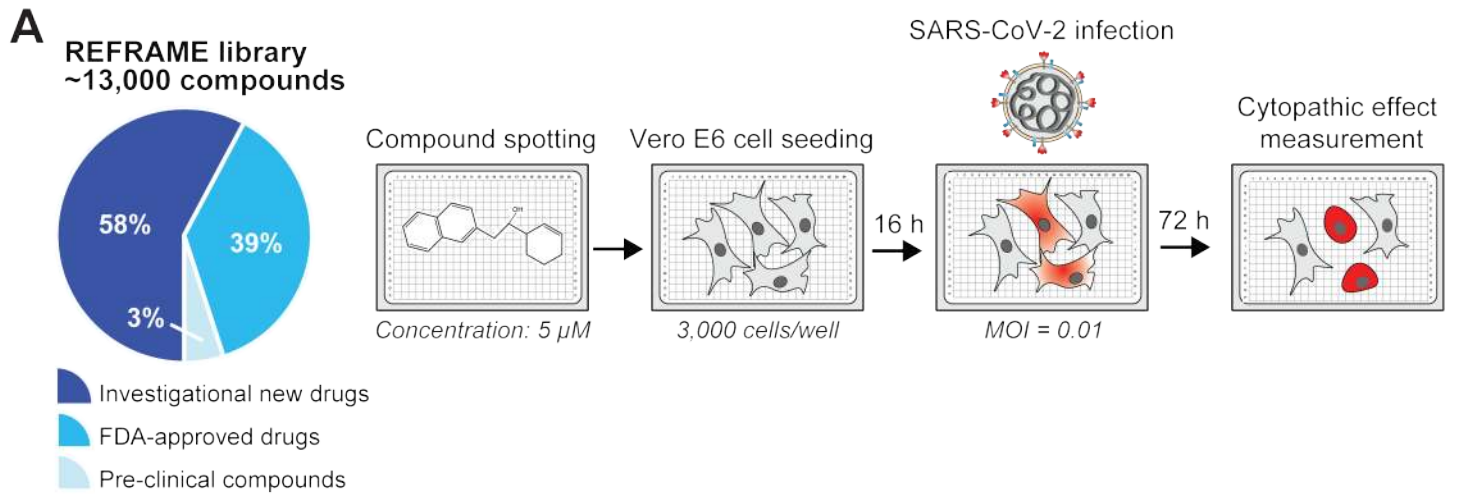 A
REFRAME library
~13,000 compounds
58%
39%
3%
Investigational new drugs
FDA-approved drugs
Pre-clinical compounds
Compound spotting
OH
Concentration: 5 µM
Vero E6 cell seeding
3,000 cells/well
16 h
SARS-CoV-2 infection
MOI = 0.01
72 h
Cytopathic effect
measurement